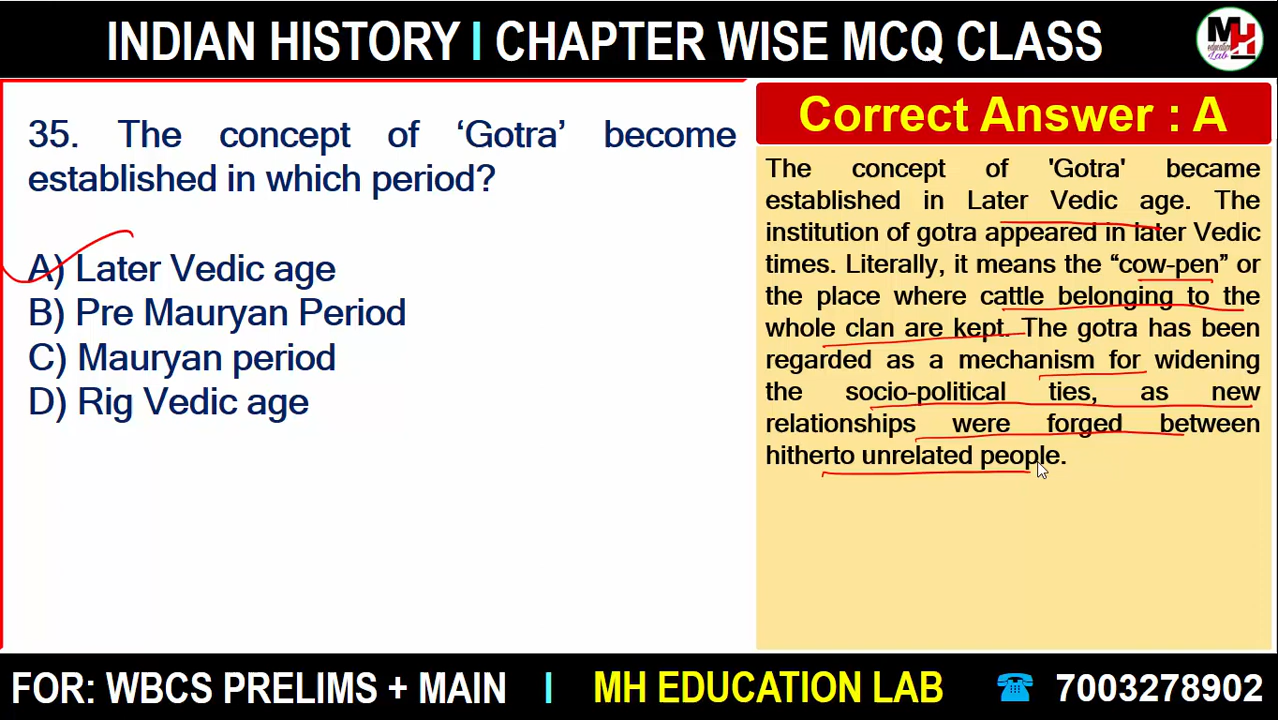 INDIAN HISTORY I CHAPTER WISE MCQ CLASS
MH
education
Lab
35. The concept of ‘Gotra’ become
established in which period?
A) Later Vedic age
B) Pre Mauryan Period
C) Mauryan period
D) Rig Vedic age
Correct Answer : A
The concept of 'Gotra' became
established in Later Vedic age. The
institution of gotra appeared in later Vedic
times. Literally, it means the “cow-pen” or
the place where cattle belonging to the
whole clan are kept. The gotra has been
regarded as a mechanism for widening
the socio-political ties, as new
relationships were forged between
hitherto unrelated people.
FOR: WBCS PRELIMS + MAIN I MH EDUCATION LAB ☎ 7003278902